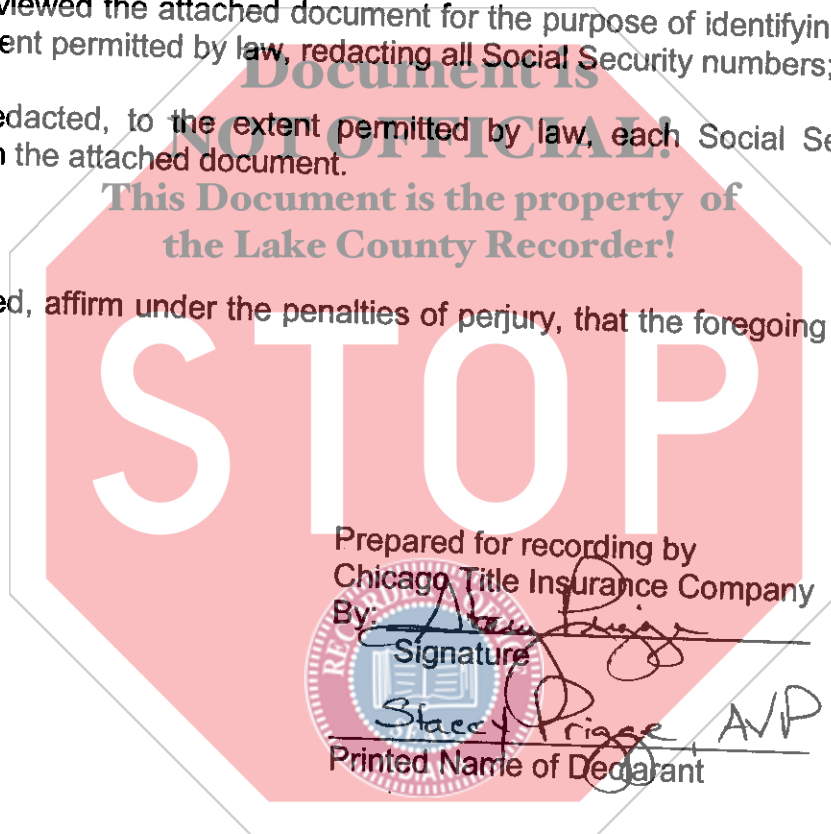 viewed the attached document for the purpose of identifyin
ent permitted by law, redacting all Social Security numbers;
Document is
edacted, to the extent permitted by law, each Social Se
NOT OFFICIAL!
n the attached document.
This Document is the property of
the Lake County Recorder!
ed, affirm under the penalties of perjury, that the foregoing
STOP
Prepared for recording by
Chicago Title Insurance Company
By: Stacy Prigge
Signature
Stacey Prigge, AVP
Printed Name of Declarant